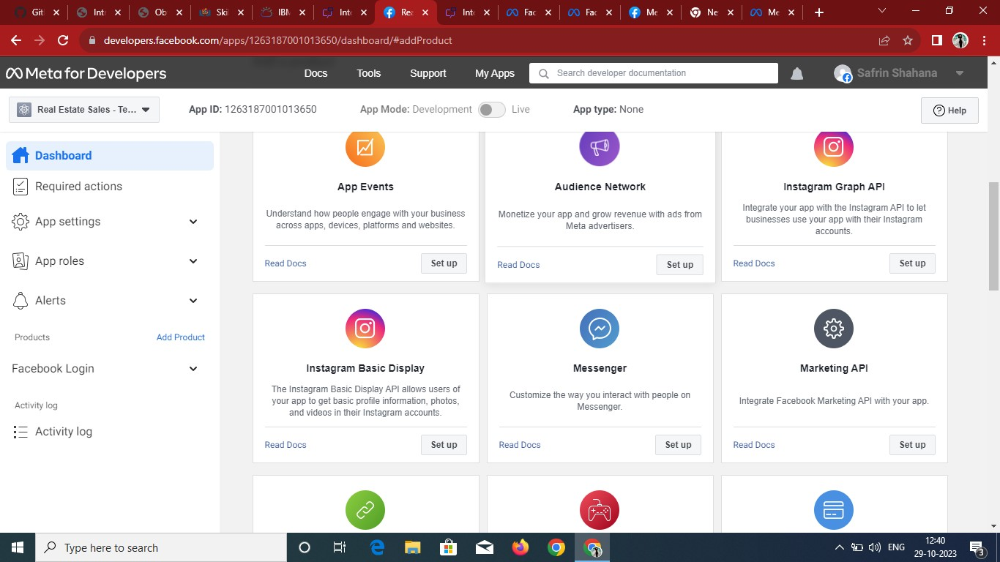 Git
Intr
Ob
Skil
IBM
Inte
Rea
Int
Fac
Fac
Me
Ne
Me
developers.facebook.com/apps/1263187001013650/dashboard/#addProduct
Meta for Developers
Docs
Tools
Support
My Apps
Search developer documentation
Safrin Shahana
Real Estate Sales - Te...
App ID: 1263187001013650
App Mode: Development
Live
App type: None
Help
Dashboard
Required actions
App settings
App roles
Alerts
Products
Add Product
Facebook Login
Activity log
Activity log
App Events
Understand how people engage with your business
across apps, devices, platforms and websites.
Read Docs
Set up
Audience Network
Monetize your app and grow revenue with ads from
Meta advertisers.
Read Docs
Set up
Instagram Graph API
Integrate your app with the Instagram API to let
businesses use your app with their Instagram
accounts.
Read Docs
Set up
Instagram Basic Display
The Instagram Basic Display API allows users of
your app to get basic profile information, photos,
and videos in their Instagram accounts.
Read Docs
Set up
Messenger
Customize the way you interact with people on
Messenger.
Read Docs
Set up
Marketing API
Integrate Facebook Marketing API with your app.
Read Docs
Set up
Type here to search
ENG
12:40
29-10-2023
3